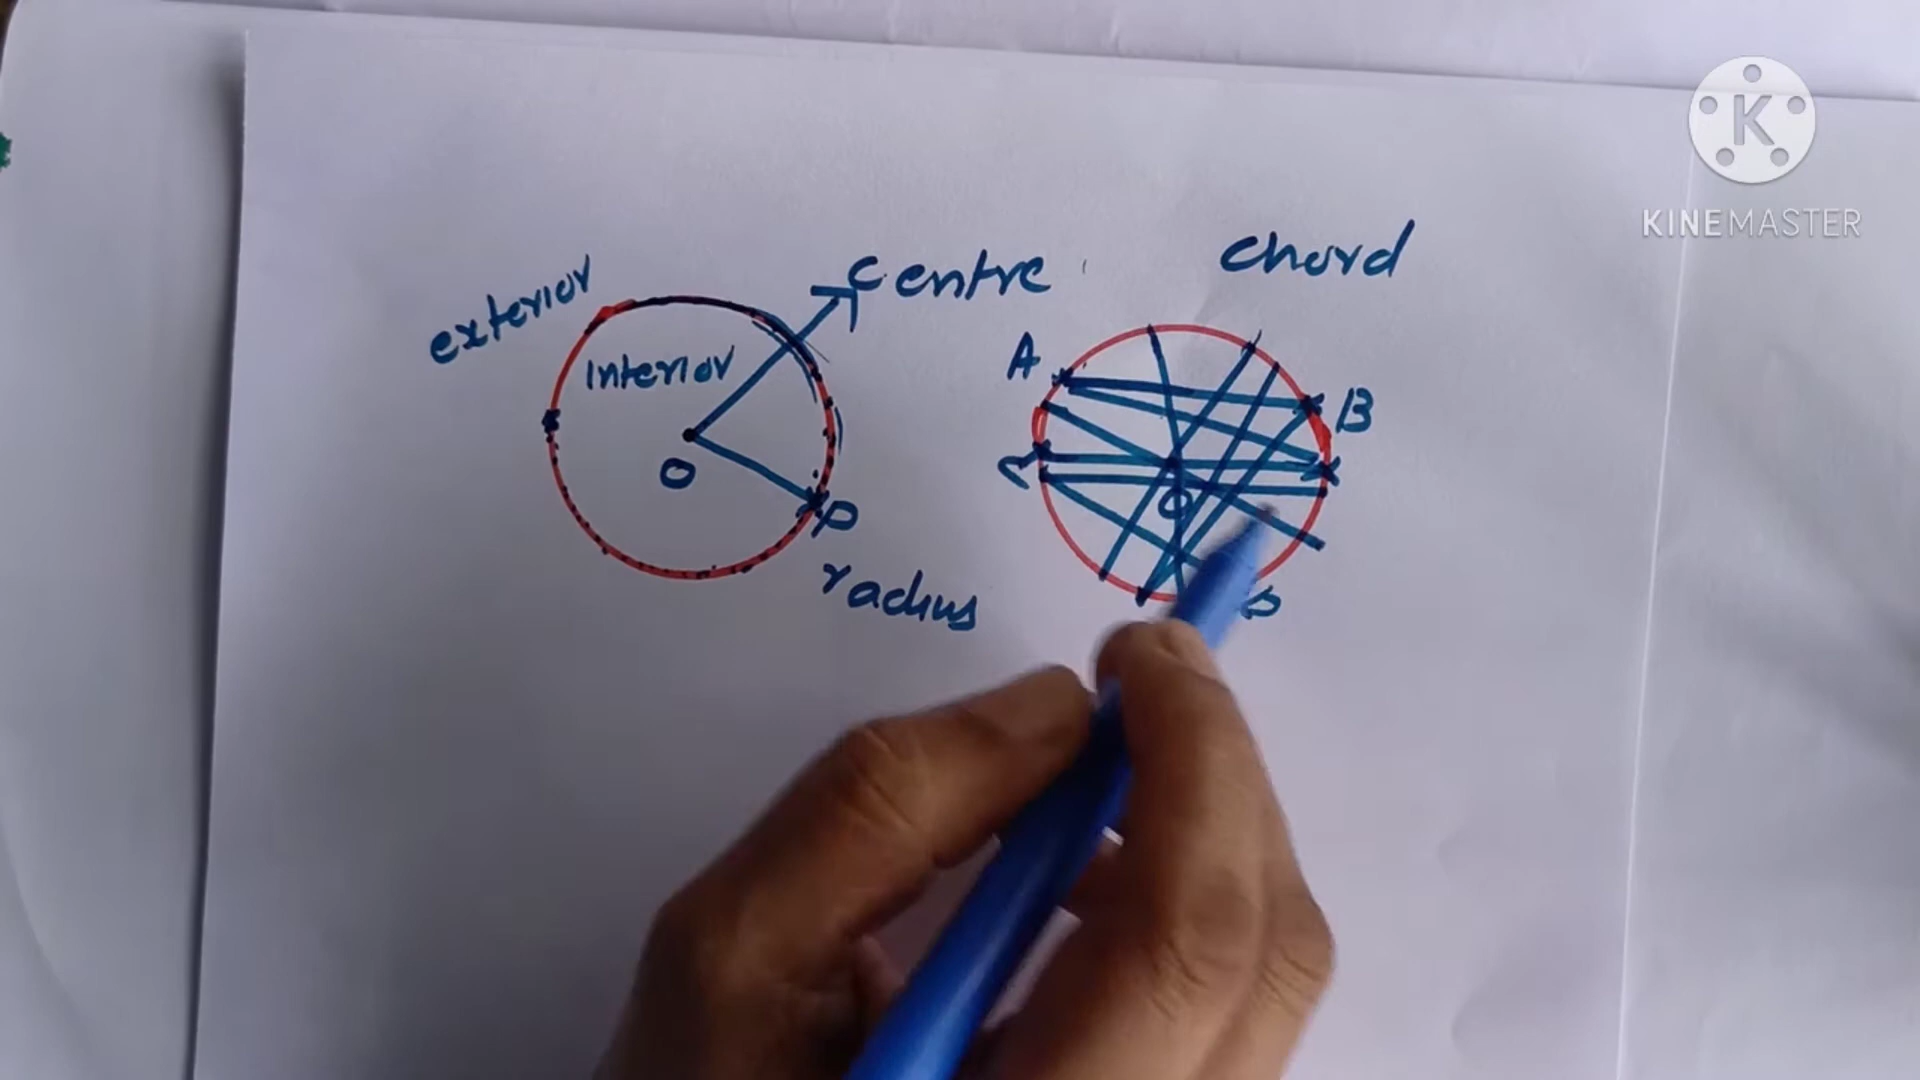 exterior
Interior
Centre
O
P
radius
Chord
A
B
C
O
D
K
KINEMASTER